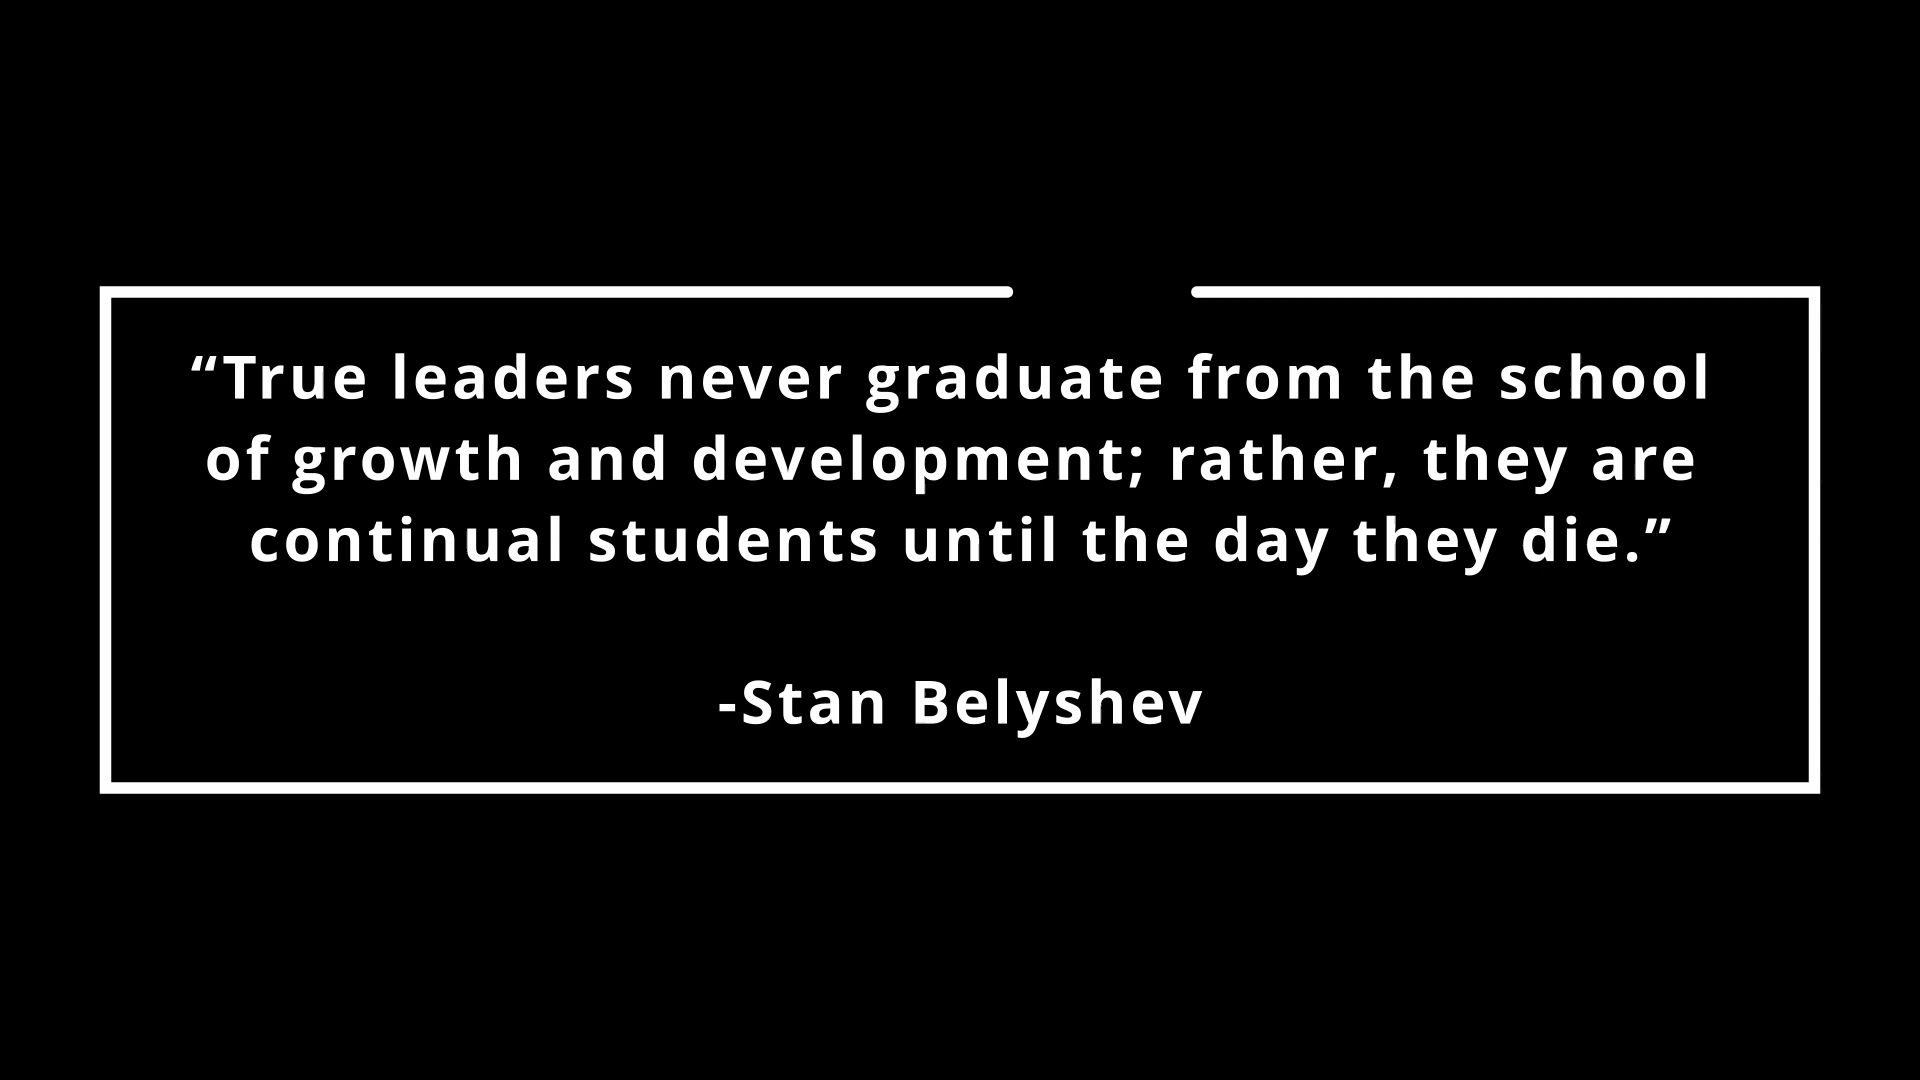 “True leaders never graduate from the school
of growth and development; rather, they are
continual students until the day they die.”
-Stan Belyshev